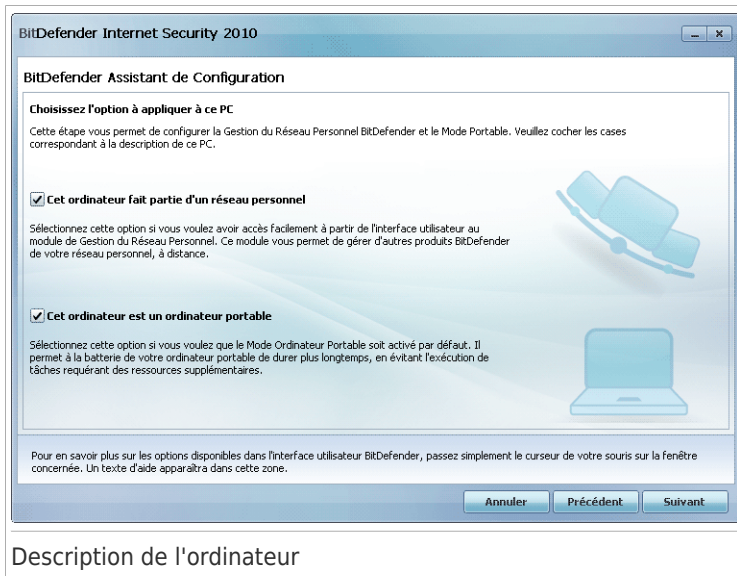 BitDefender Internet Security 2010
BitDefender Assistant de Configuration
Choisissez l'option à appliquer à ce PC
Cette étape vous permet de configurer la Gestion du Réseau Personnel BitDefender et le Mode Portable. Veuillez cocher les cases
correspondant à la description de ce PC.
Cet ordinateur fait partie d'un réseau personnel
Sélectionnez cette option si vous voulez avoir accès facilement à partir de l'interface utilisateur au
module de Gestion du Réseau Personnel. Ce module vous permet de gérer d'autres produits BitDefender
de votre réseau personnel, à distance.
Cet ordinateur est un ordinateur portable
Sélectionnez cette option si vous voulez que le Mode Ordinateur Portable soit activé par défaut. Il
permet à la batterie de votre ordinateur portable de durer plus longtemps, en évitant l'exécution de
tâches requérant des ressources supplémentaires.
Pour en savoir plus sur les options disponibles dans l'interface utilisateur BitDefender, passez simplement le curseur de votre souris sur la fenêtre
concernée. Un texte d'aide apparaîtra dans cette zone.
Annuler Précédent Suivant
Description de l'ordinateur